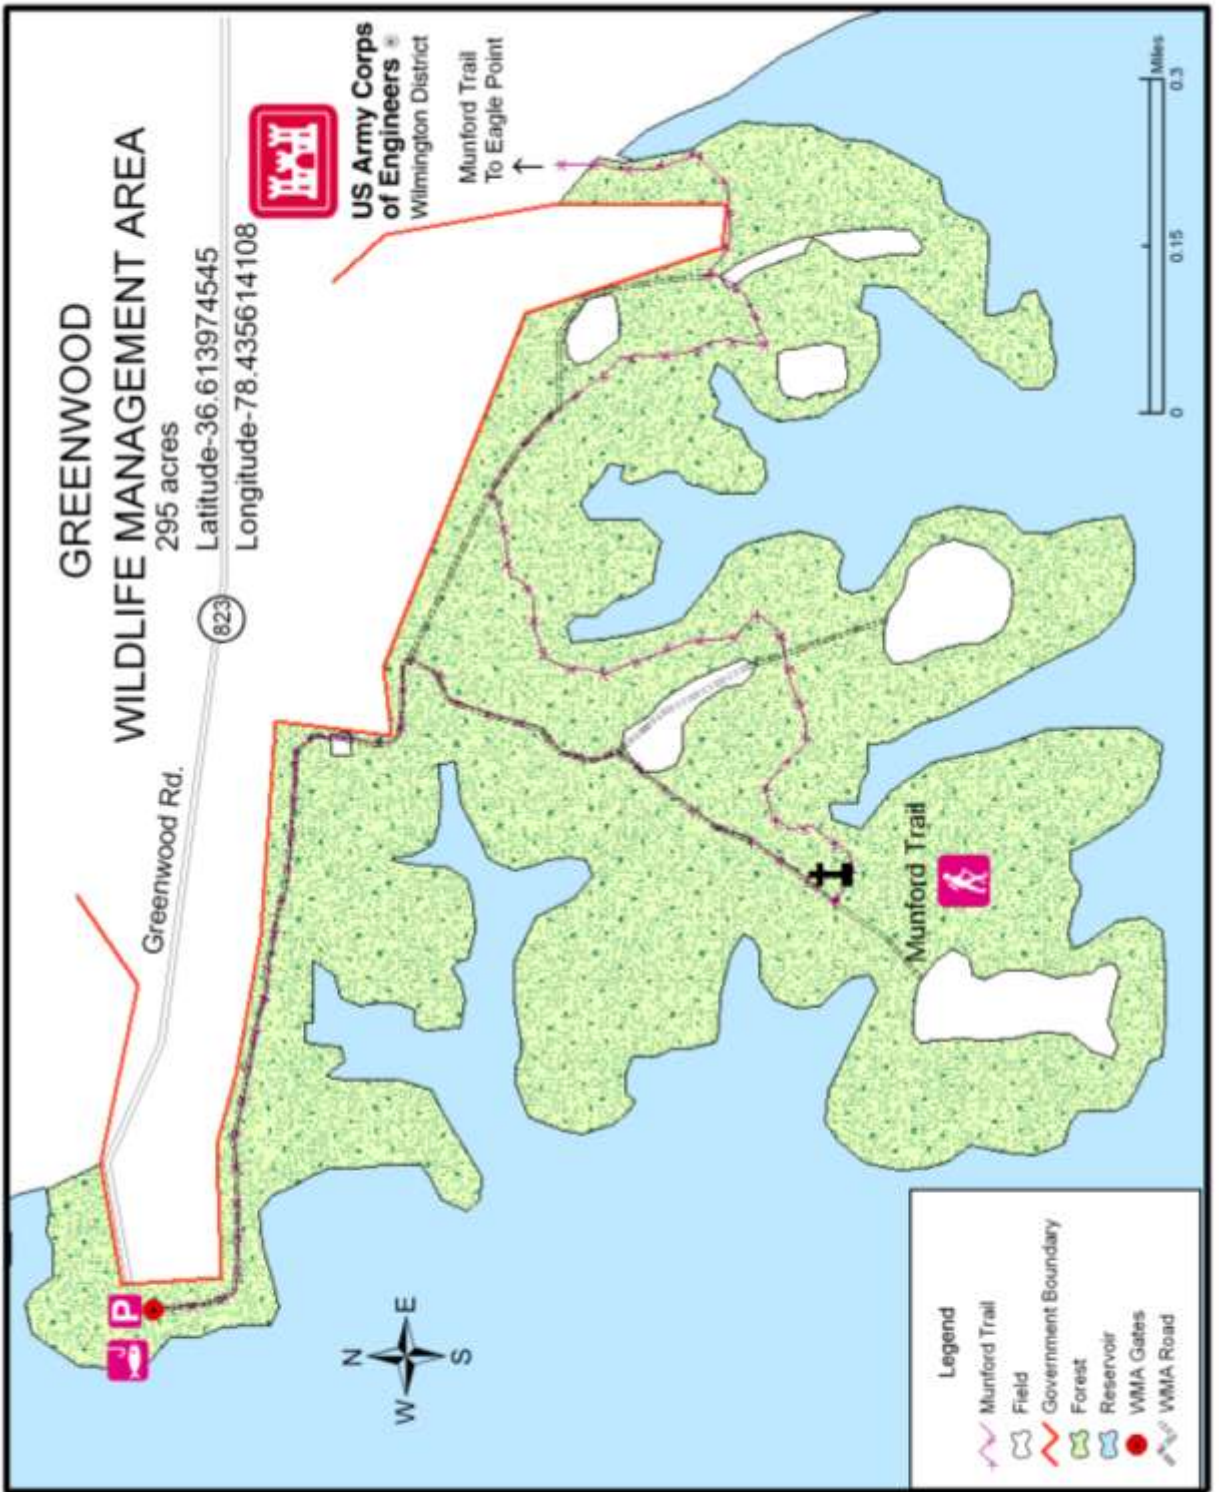 GREENWOOD
WILDLIFE MANAGEMENT AREA
295 acres
Latitude-36.613974545
Longitude-78.435614108
US Army Corps
of Engineers ®
Wilmington District
Munford Trail
To Eagle Point
823
Greenwood Rd.
P
J
Munford Trail
N
W
E
S
0
0.15
0.3
Miles
Legend
Munford Trail
Field
Government Boundary
Forest
Reservoir
WMA Gates
WMA Road